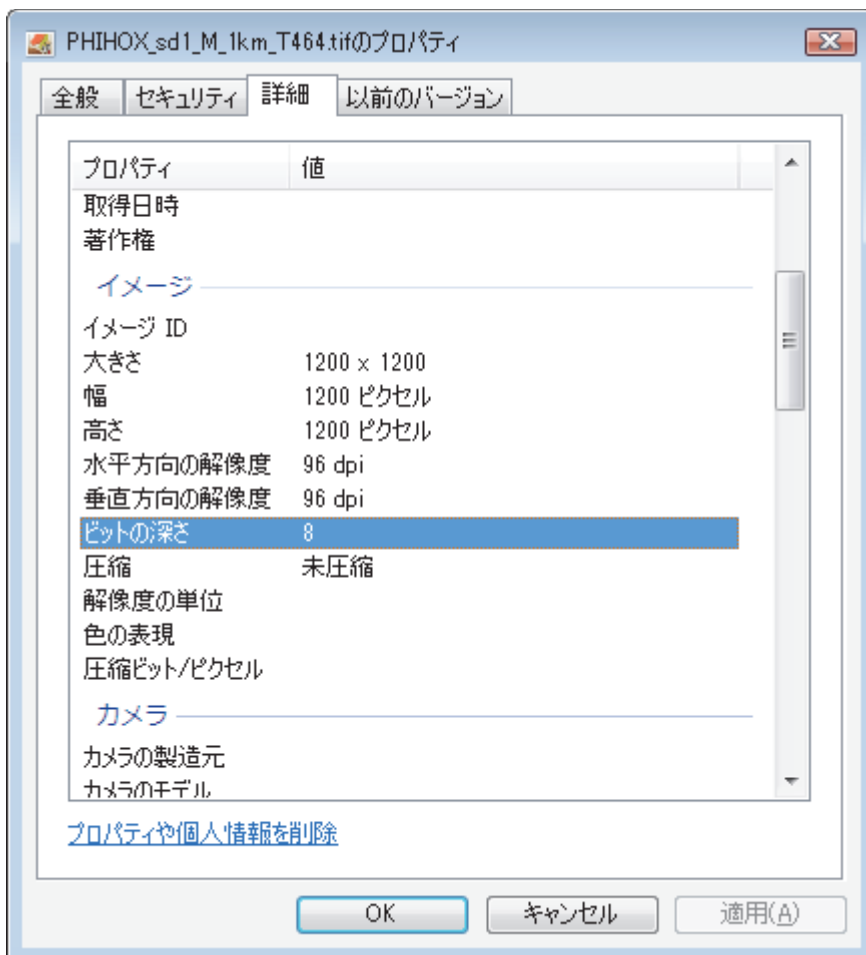 PHIHOX_sd1_M_1km_T464.tifのプロパティ
全般 セキュリティ 詳細 以前のバージョン
プロパティ 値
取得日時
著作権
イメージ
イメージ ID
大きさ 1200 x 1200
幅 1200 ピクセル
高さ 1200 ピクセル
水平方向の解像度 96 dpi
垂直方向の解像度 96 dpi
ビットの深さ 8
圧縮 未圧縮
解像度の単位
色の表現
圧縮ビット/ピクセル
カメラ
カメラの製造元
カメラのモデル
プロパティや個人情報を削除
OK キャンセル 適用(A)